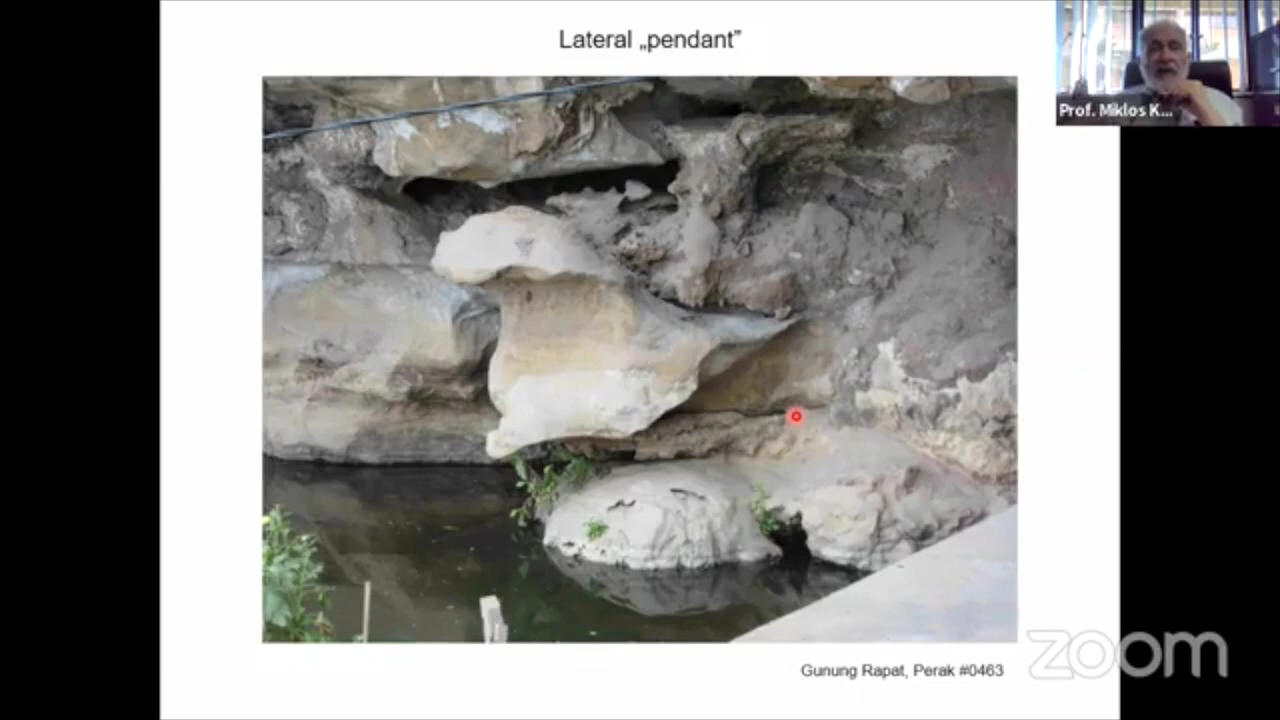 Lateral „pendant”
Prof. Miklos K...
Gunung Rapat, Perak #0463
zoom